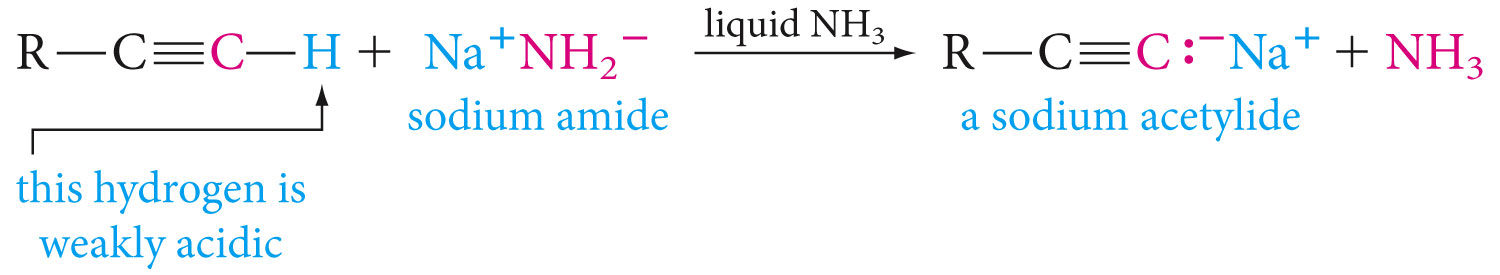 liquid NH₃
R—C≡C—H + Na⁺NH₂⁻ ⟶ R—C≡C:⁻Na⁺ + NH₃
sodium amide
a sodium acetylide
this hydrogen is
weakly acidic